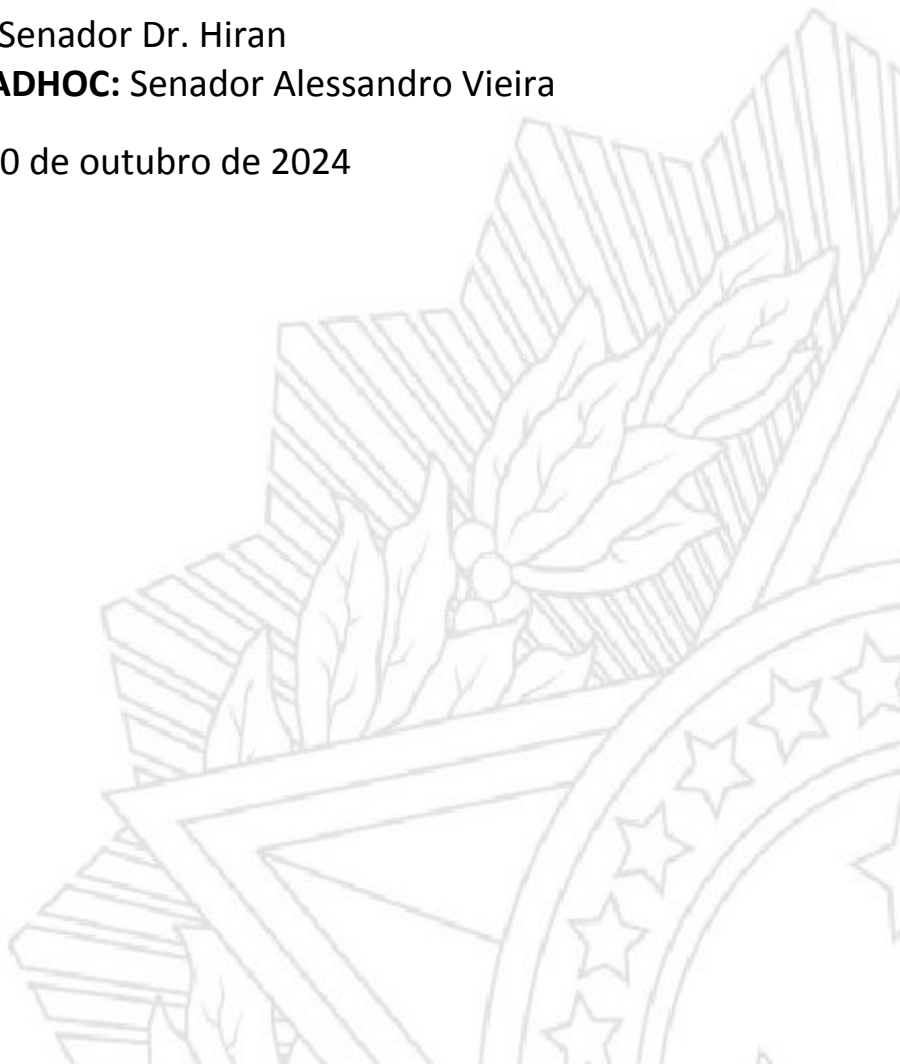 Senador Dr. Hiran
ADHOC: Senador Alessandro Vieira
0 de outubro de 2024